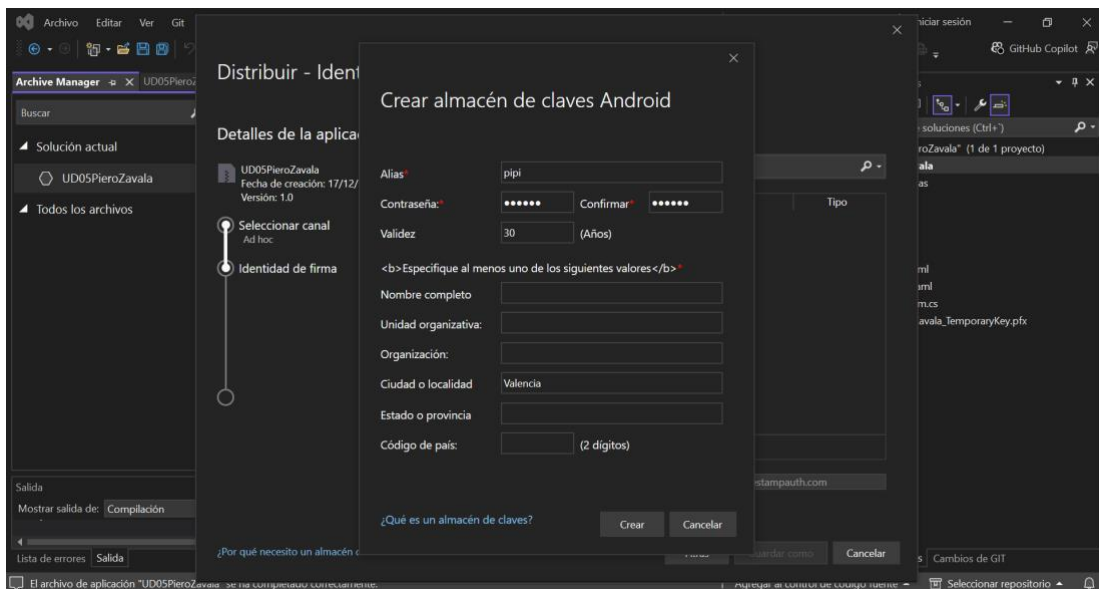 Archivo Editar Ver Git
iniciar sesión
GitHub Copilot
Archive Manager
UD05PieroZ
Buscar
Solución actual
UD05PieroZavala
Todos los archivos
Distribuir - Ident
Detalles de la aplica
UD05PieroZavala
Fecha de creación: 17/12/
Versión: 1.0
Seleccionar canal
Ad hoc
Identidad de firma
Crear almacén de claves Android
Alias*
pipi
Contraseña:*
••••••
Confirmar*
••••••
Validez
30
(Años)
<b>Especifique al menos uno de los siguientes valores</b>*
Nombre completo
Unidad organizativa:
Organización:
Ciudad o localidad
Valencia
Estado o provincia
Código de país:
(2 dígitos)
¿Qué es un almacén de claves?
Crear
Cancelar
Tipo
stampauth.com
¿Por qué necesito un almacén
Cancelar
soluciones (Ctrl+´)
roZavala" (1 de 1 proyecto)
ala
as
ml
aml
m.cs
avala_TemporaryKey.pfx
Salida
Mostrar salida de: Compilación
Lista de errores Salida
Cambios de GIT
El archivo de aplicación "UD05PieroZavala" se ha completado correctamente.
Agregar al control de código fuente
Seleccionar repositorio